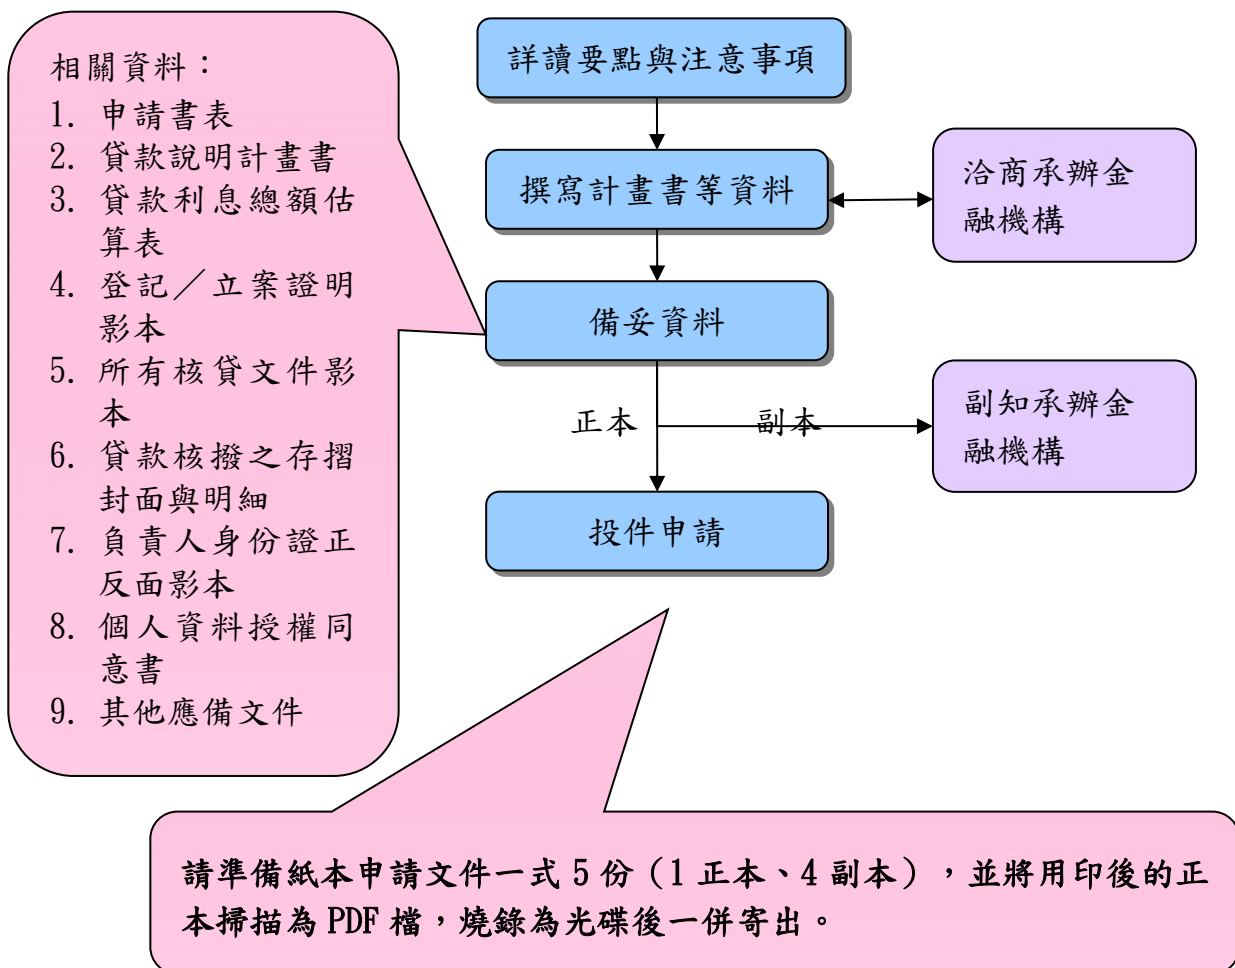 相關資料：
1. 申請書表
2. 貸款說明計畫書
3. 貸款利息總額估
算表
4. 登記／立案證明
影本
5. 所有核貸文件影
本
6. 貸款核撥之存摺
封面與明細
7. 負責人身份證正
反面影本
8. 個人資料授權同
意書
9. 其他應備文件
詳讀要點與注意事項
撰寫計畫書等資料
洽商承辦金
融機構
備妥資料
正本
副本
副知承辦金
融機構
投件申請
請準備紙本申請文件一式 5 份（1 正本、4 副本），並將用印後的正
本掃描為 PDF 檔，燒錄為光碟後一併寄出。